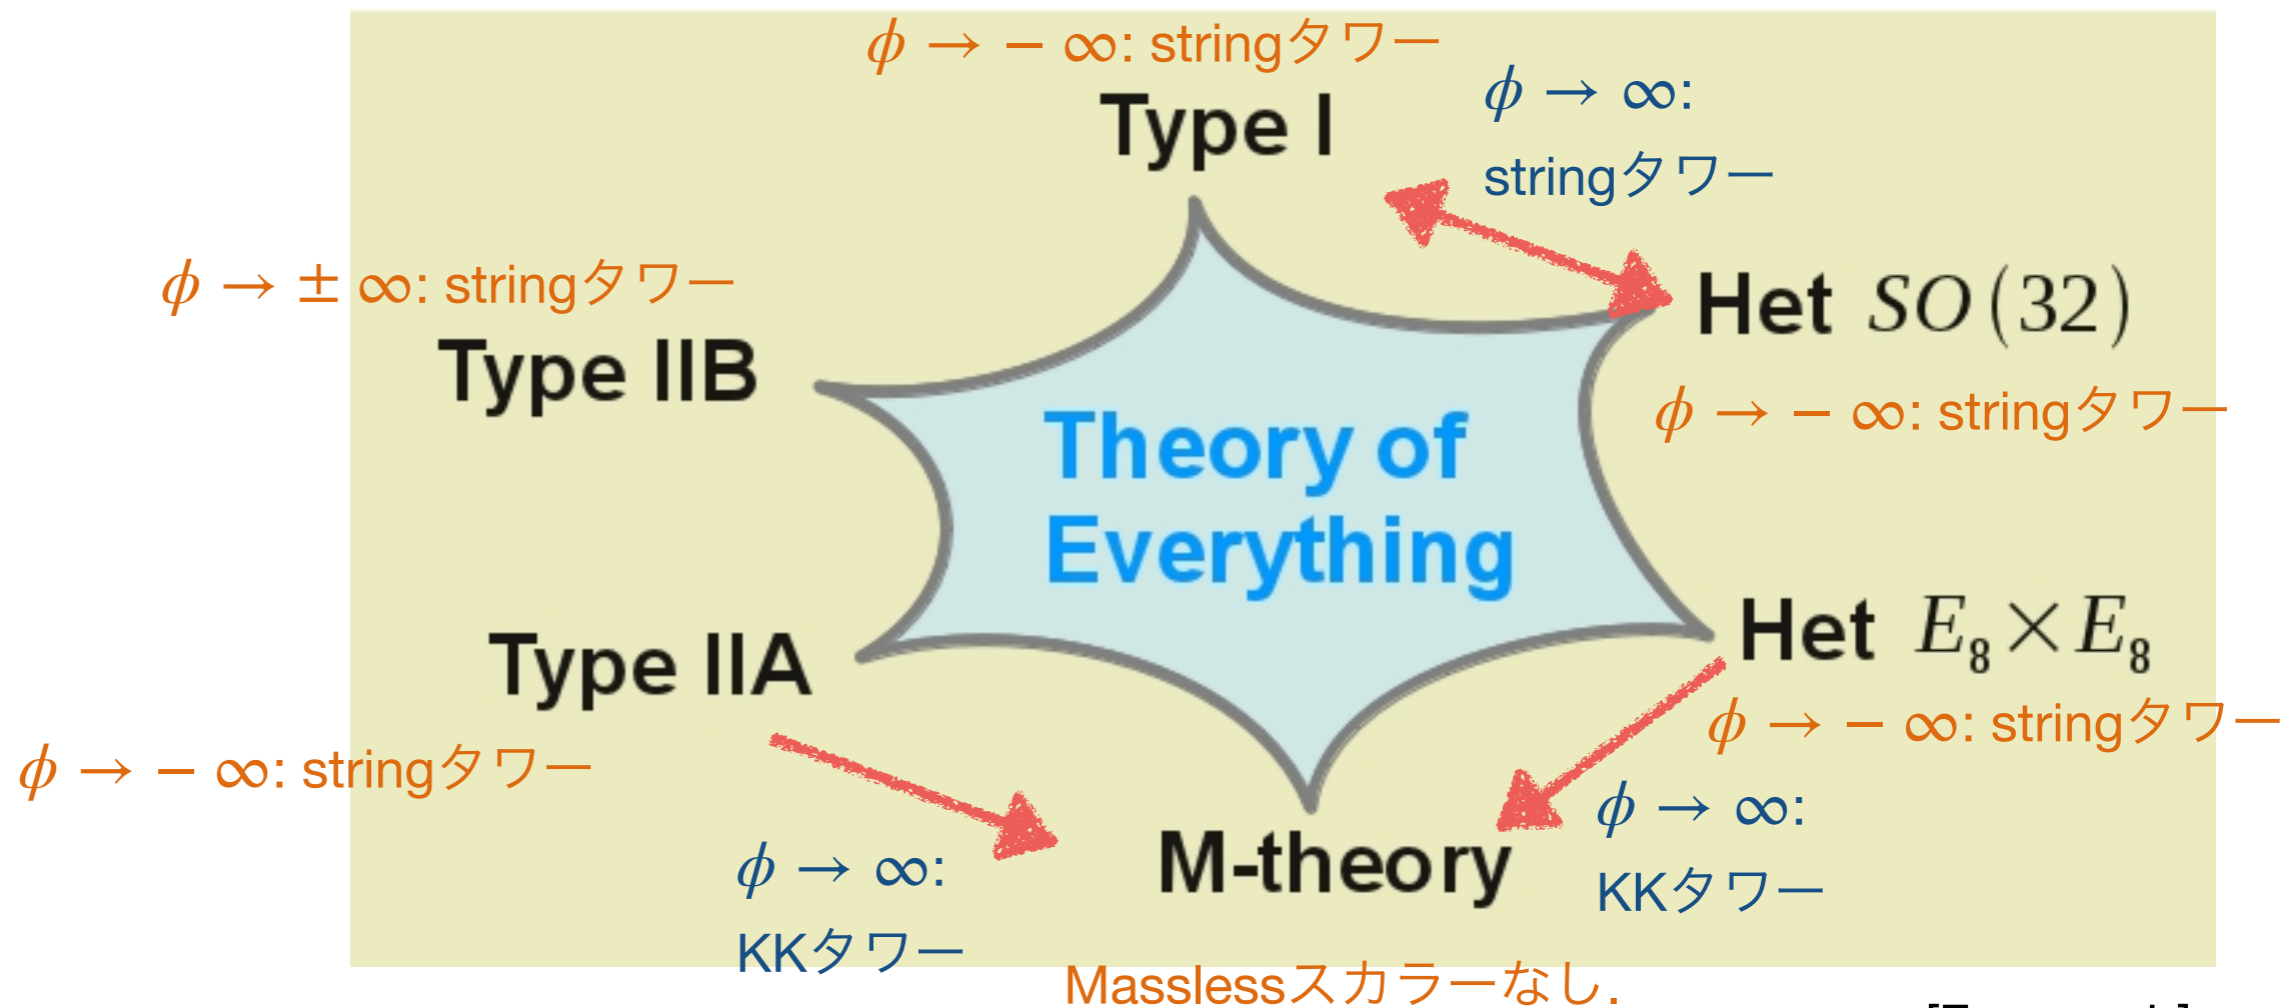 ϕ → − ∞: stringタワー
Type I
ϕ → ∞:
stringタワー
ϕ → ± ∞: stringタワー
Type IIB
Het SO(32)
ϕ → − ∞: stringタワー
Theory of
Everything
Type IIA
Het E₈×E₈
ϕ → − ∞: stringタワー
ϕ → − ∞: stringタワー
ϕ → ∞:
KKタワー
M-theory
ϕ → ∞:
KKタワー
Masslessスカラーなし.